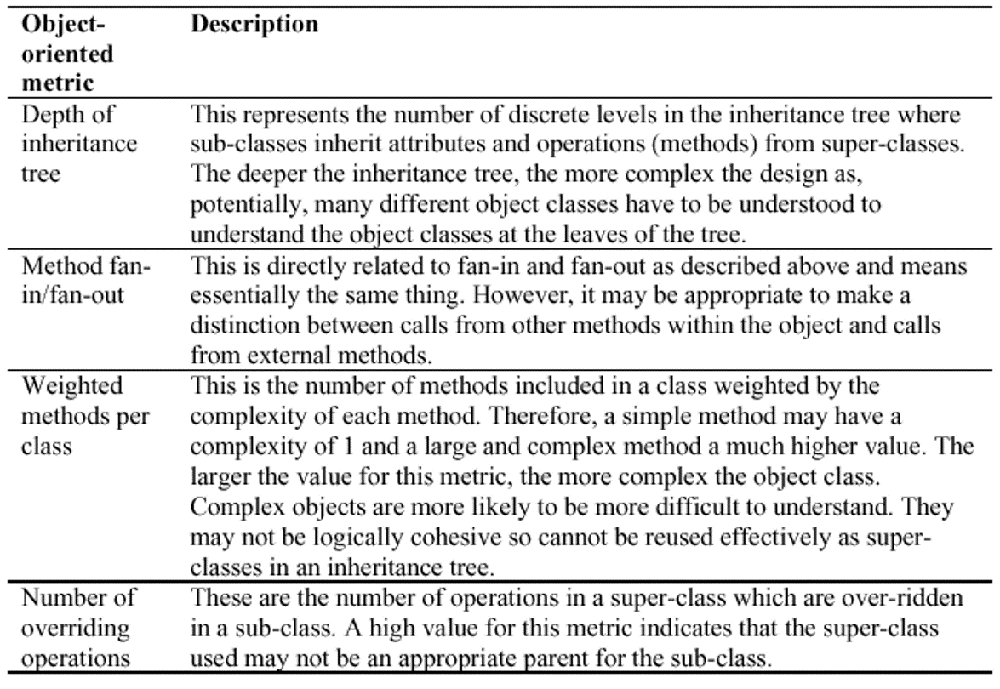 Object-
oriented
metric
Description
Depth of
inheritance
tree
This represents the number of discrete levels in the inheritance tree where
sub-classes inherit attributes and operations (methods) from super-classes.
The deeper the inheritance tree, the more complex the design as,
potentially, many different object classes have to be understood to
understand the object classes at the leaves of the tree.
Method fan-
in/fan-out
This is directly related to fan-in and fan-out as described above and means
essentially the same thing. However, it may be appropriate to make a
distinction between calls from other methods within the object and calls
from external methods.
Weighted
methods per
class
This is the number of methods included in a class weighted by the
complexity of each method. Therefore, a simple method may have a
complexity of 1 and a large and complex method a much higher value. The
larger the value for this metric, the more complex the object class.
Complex objects are more likely to be more difficult to understand. They
may not be logically cohesive so cannot be reused effectively as super-
classes in an inheritance tree.
Number of
overriding
operations
These are the number of operations in a super-class which are over-ridden
in a sub-class. A high value for this metric indicates that the super-class
used may not be an appropriate parent for the sub-class.